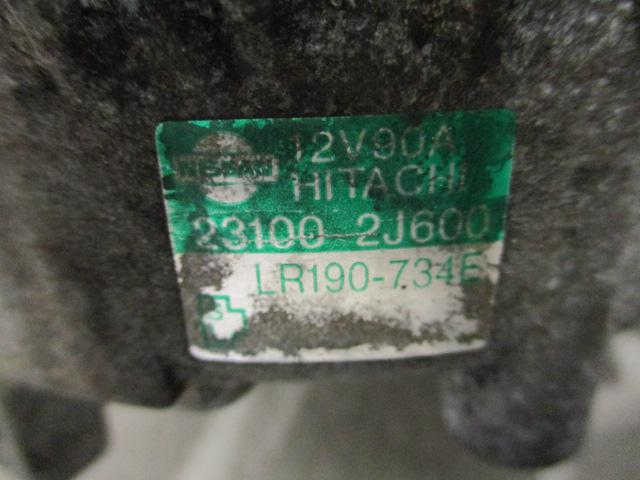 12V90A
NISSAN
HITACHI
23100-2J600
LR190-734E